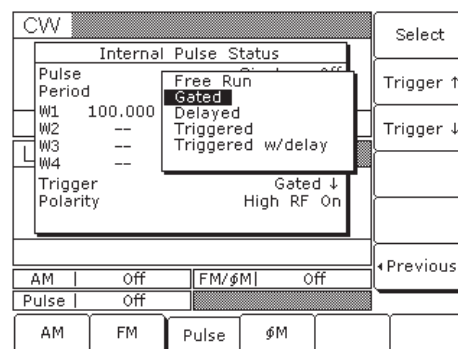 CW
Internal Pulse Status
Pulse
Period
W1 100.000
W2 --
W3 --
W4 --
Free Run
Gated
Delayed
Triggered
Triggered w/delay
Trigger Gated ↓
Polarity High RF On
AM Off FM/ϕM Off
Pulse Off
AM FM Pulse ϕM
Select
Trigger ↑
Trigger ↓
Previous